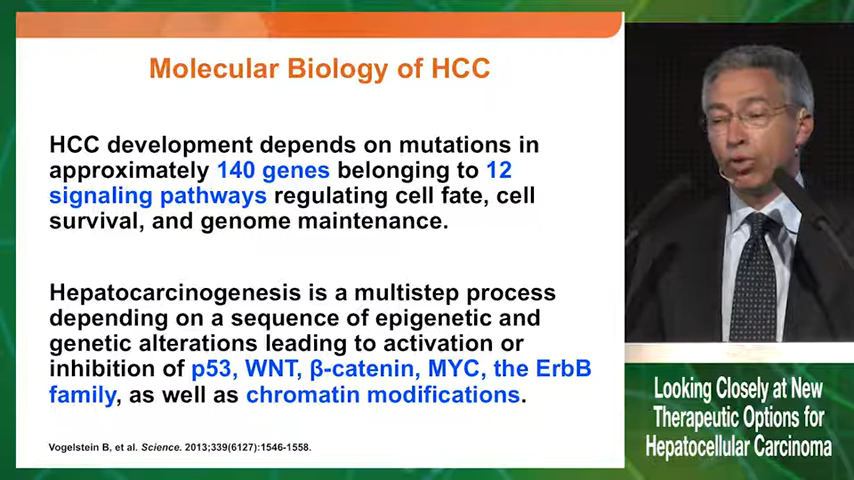 Molecular Biology of HCC
HCC development depends on mutations in
approximately 140 genes belonging to 12
signaling pathways regulating cell fate, cell
survival, and genome maintenance.
Hepatocarcinogenesis is a multistep process
depending on a sequence of epigenetic and
genetic alterations leading to activation or
inhibition of p53, WNT, β-catenin, MYC, the ErbB
family, as well as chromatin modifications.
Vogelstein B, et al. Science. 2013;339(6127):1546-1558.
Looking Closely at New
Therapeutic Options for
Hepatocellular Carcinoma